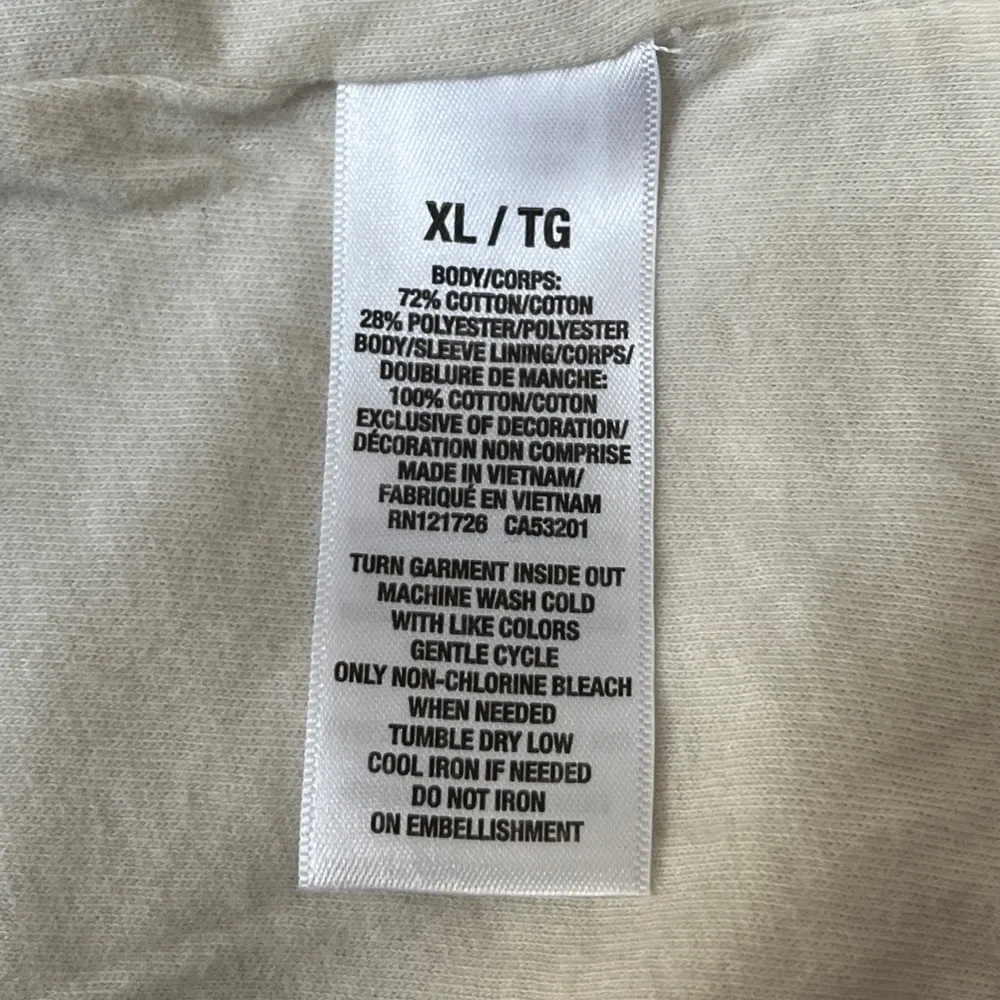 XL / TG
BODY/CORPS:
72% COTTON/COTON
28% POLYESTER/POLYESTER
BODY/SLEEVE LINING/CORPS/
DOUBLURE DE MANCHE:
100% COTTON/COTON
EXCLUSIVE OF DECORATION/
DÉCORATION NON COMPRISE
MADE IN VIETNAM/
FABRIQUÉ EN VIETNAM
RN121726 CA53201
TURN GARMENT INSIDE OUT
MACHINE WASH COLD
WITH LIKE COLORS
GENTLE CYCLE
ONLY NON-CHLORINE BLEACH
WHEN NEEDED
TUMBLE DRY LOW
COOL IRON IF NEEDED
DO NOT IRON
ON EMBELLISHMENT